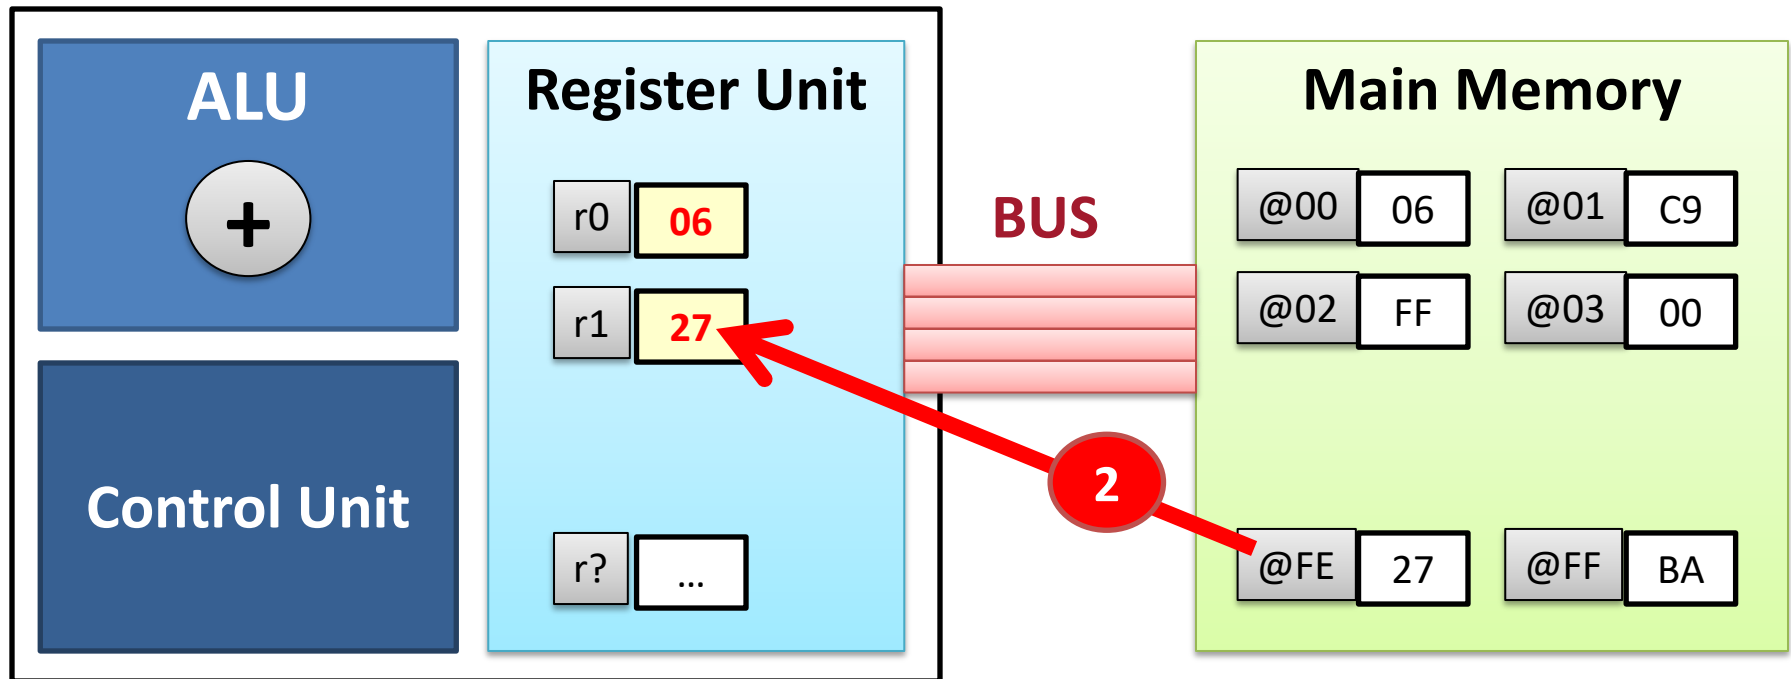 ALU
+
Control Unit
Register Unit
r0 06
r1 27
r? ...
BUS
2
Main Memory
@00 06 @01 C9
@02 FF @03 00
@FE 27 @FF BA